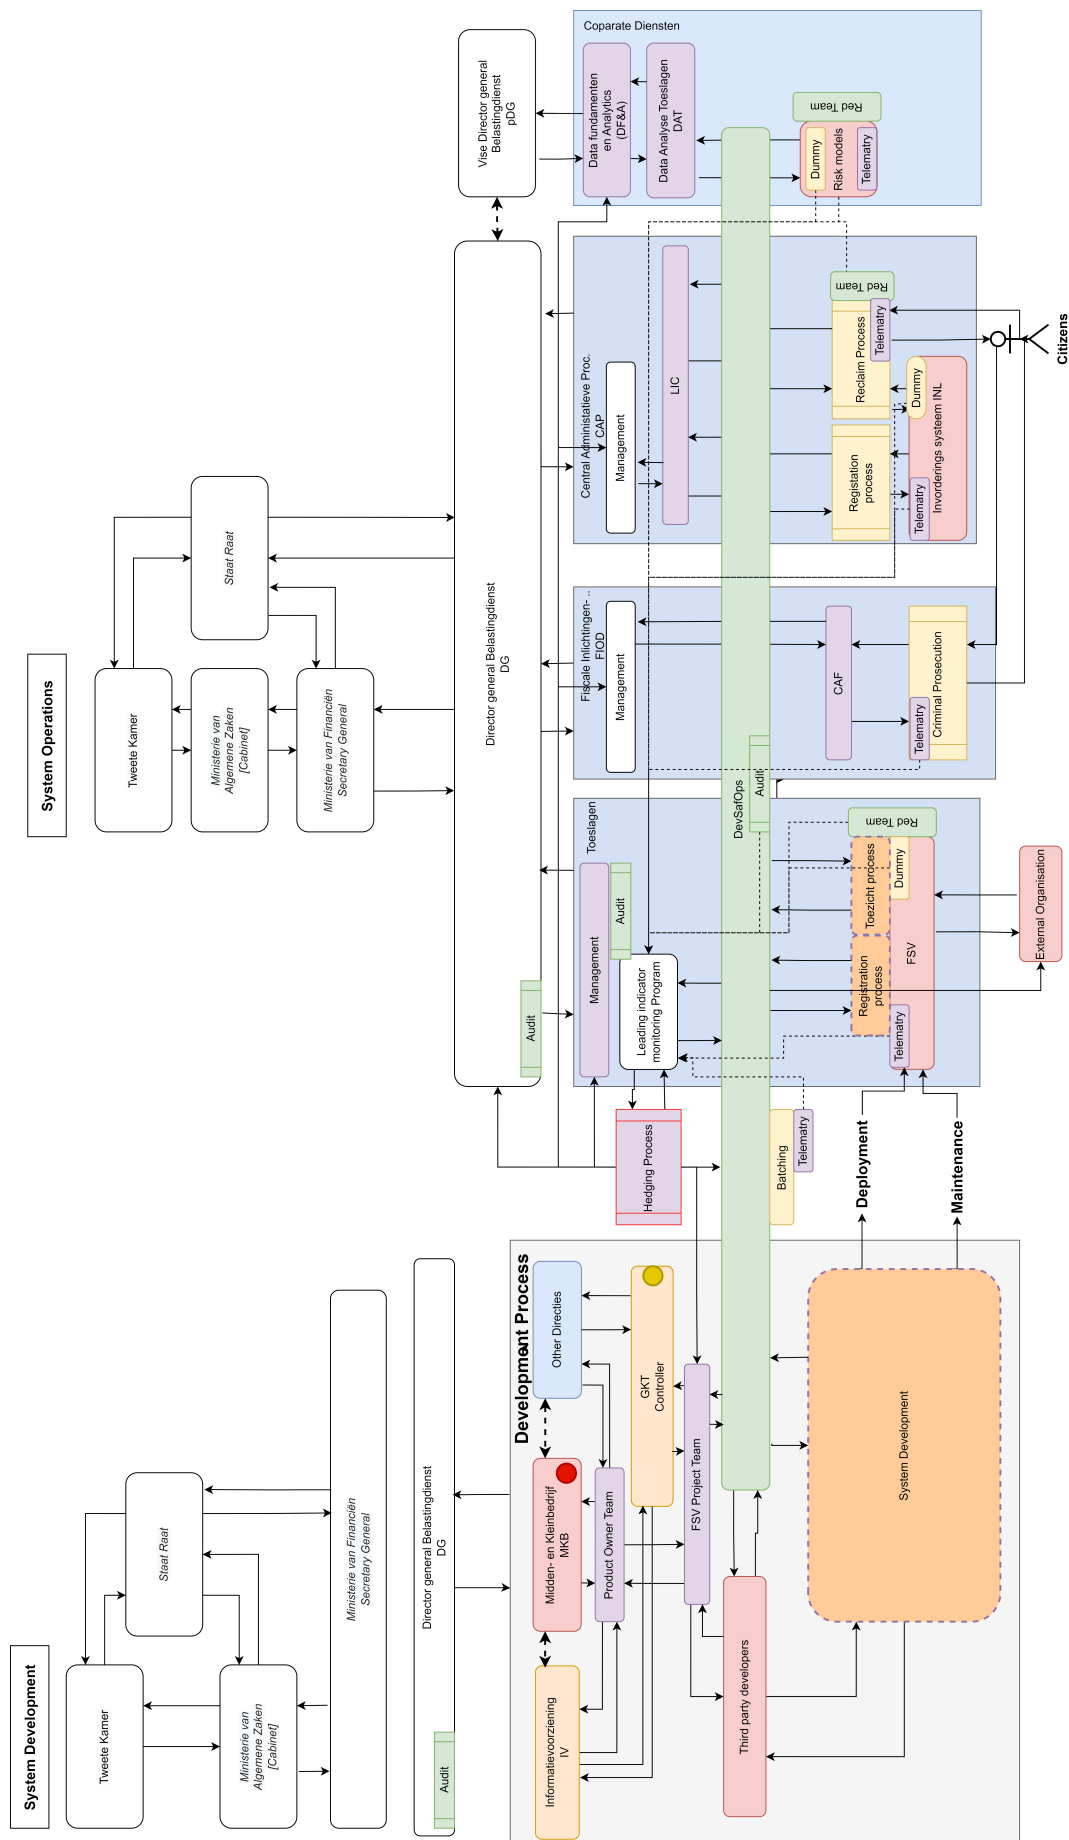 System Development
Tweete Kamer
Ministerie van
Algemene Zaken
[Cabinet]
Staat Raat
Ministerie van Financiën
Secretary General
Director general Belastingdienst
DG
Audit
Development Process
Informatievoorziening
IV
Midden- en Kleinbedrijf
MKB
Other Directies
Product Owner Team
GKT
Controller
FSV Project Team
Third party developers
System Development
Deployment
Maintenance
System Operations
Tweete Kamer
Ministerie van
Algemene Zaken
[Cabinet]
Ministerie van Financiën
Secretary General
Staat Raat
Director general Belastingdienst
DG
Audit
Vise Director general
Belastingdienst
pDG
Hedging Process
Batching
Telematry
DevSafOps
Audit
Toeslagen
Management
Audit
Leading indicator
monitoring Program
Registration
process
Toezicht process
Red Team
Telematry
Dummy
FSV
External Organisation
Fiscale Inlichtingen- ..
FIOD
Management
CAF
Telematry
Criminal Prosecution
Central Administatieve Proc.
CAP
Management
LIC
Registation
process
Reclaim Process
Red Team
Telematry
Telematry
Dummy
Invorderings systeem INL
Citizens
Coparate Diensten
Data fundamenten
en Analytics
(DF&A)
Data Analyse Toeslagen
DAT
Red Team
Dummy
Risk models
Telematry